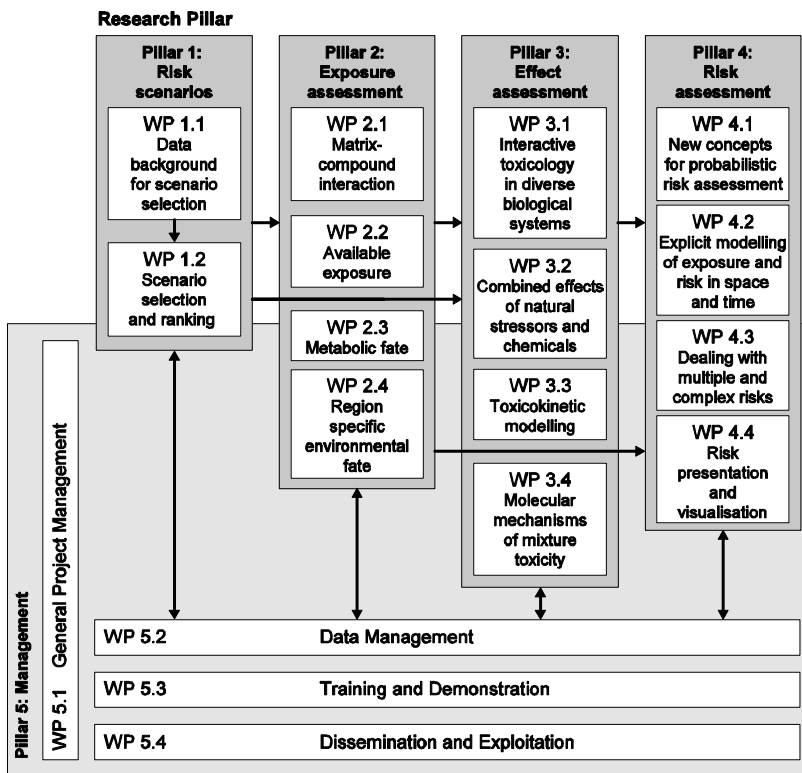 Research Pillar
Pillar 1:
Risk
scenarios
WP 1.1
Data
background
for scenario
selection
WP 1.2
Scenario
selection
and ranking
Pillar 2:
Exposure
assessment
WP 2.1
Matrix-
compound
interaction
WP 2.2
Available
exposure
WP 2.3
Metabolic fate
WP 2.4
Region
specific
environmental
fate
Pillar 3:
Effect
assessment
WP 3.1
Interactive
toxicology
in diverse
biological
systems
WP 3.2
Combined effects
of natural
stressors and
chemicals
WP 3.3
Toxicokinetic
modelling
WP 3.4
Molecular
mechanisms
of mixture
toxicity
Pillar 4:
Risk
assessment
WP 4.1
New concepts
for probabilistic
risk assessment
WP 4.2
Explicit modelling
of exposure and
risk in space
and time
WP 4.3
Dealing with
multiple and
complex risks
WP 4.4
Risk
presentation
and
visualisation
Pillar 5: Management
WP 5.1 General Project Management
WP 5.2 Data Management
WP 5.3 Training and Demonstration
WP 5.4 Dissemination and Exploitation